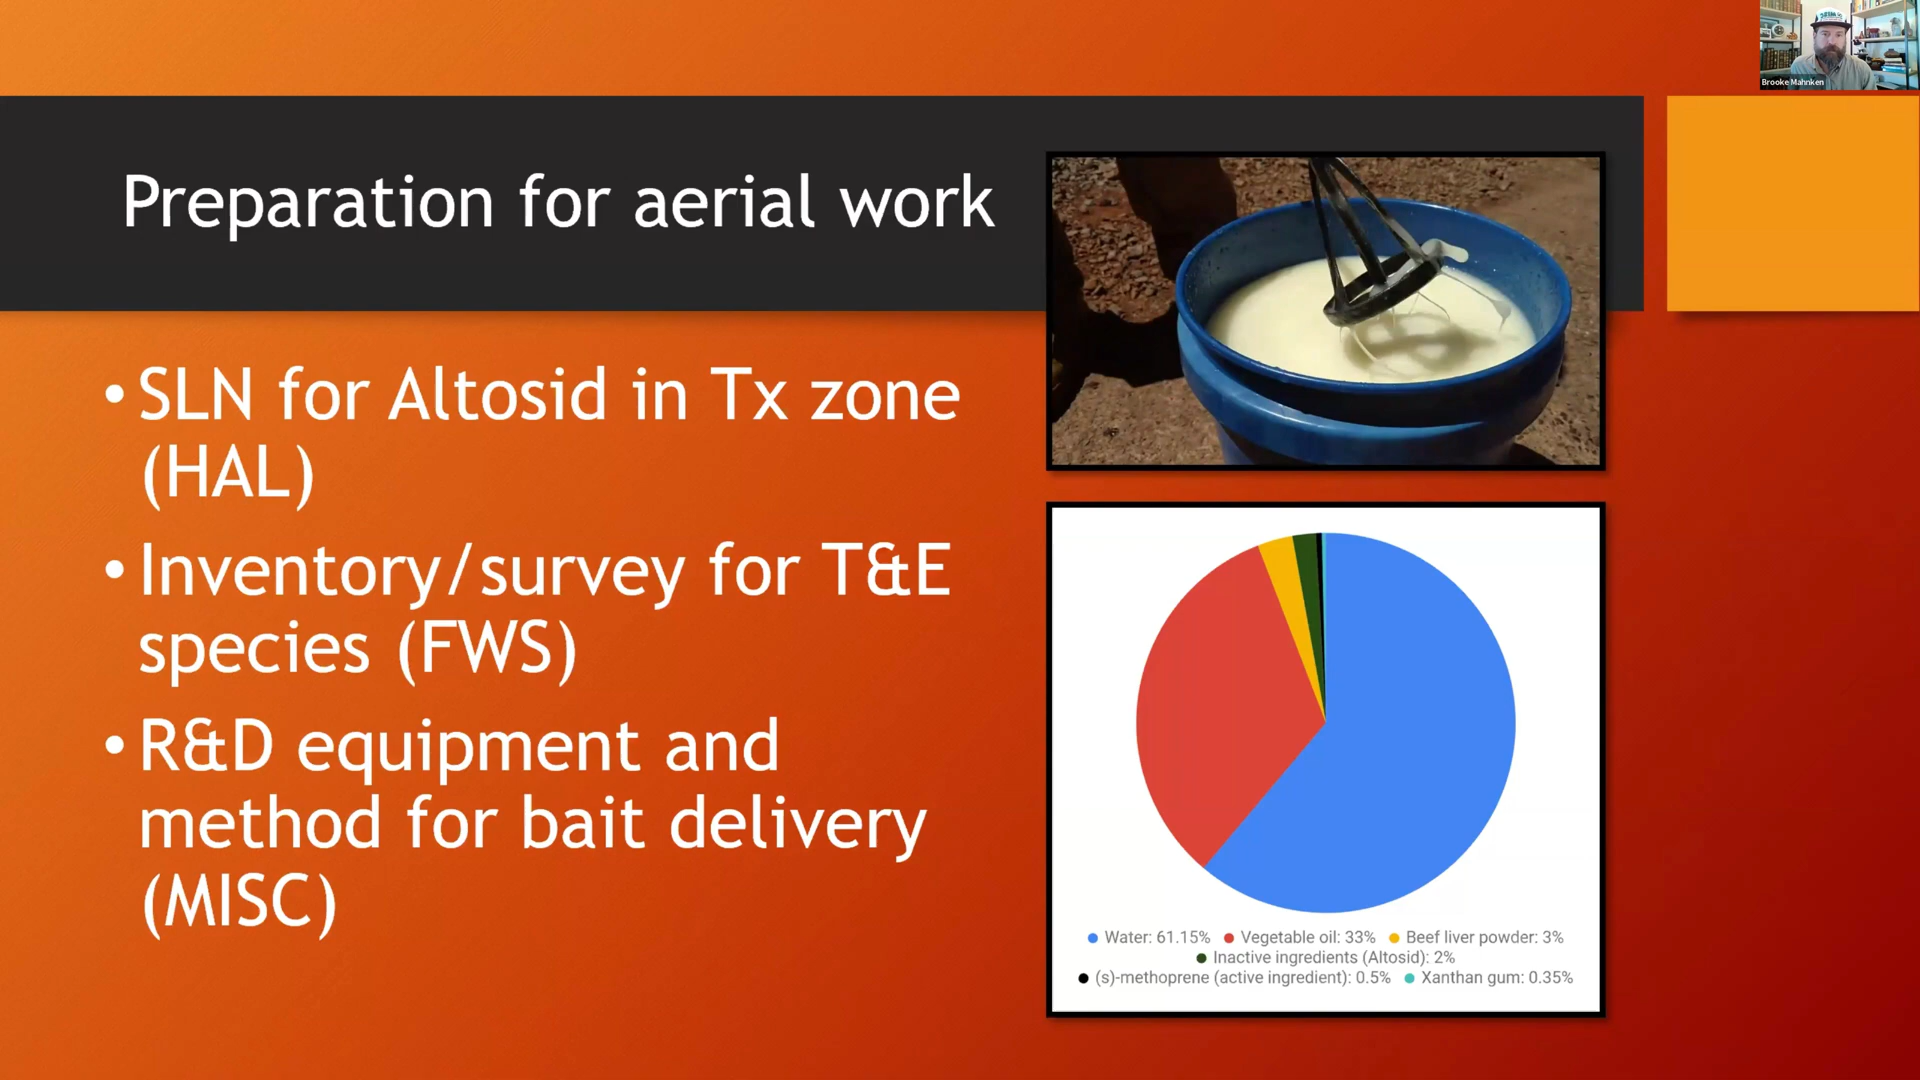 Brooke Mahnken
Preparation for aerial work
• SLN for Altosid in Tx zone
(HAL)
• Inventory/survey for T&E
species (FWS)
• R&D equipment and
method for bait delivery
(MISC)
Water: 61.15% Vegetable oil: 33% Beef liver powder: 3%
Inactive ingredients (Altosid): 2%
(s)-methoprene (active ingredient): 0.5% Xanthan gum: 0.35%